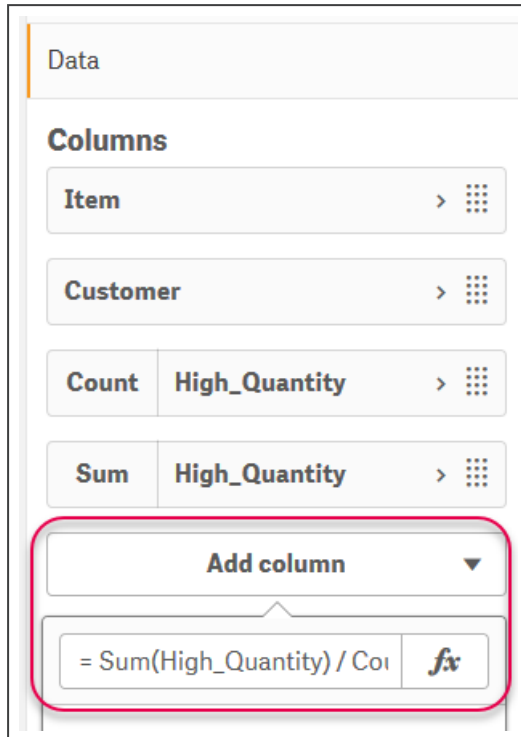 Data
Columns
Item
Customer
Count High_Quantity
Sum High_Quantity
Add column
= Sum(High_Quantity) / Cou fx